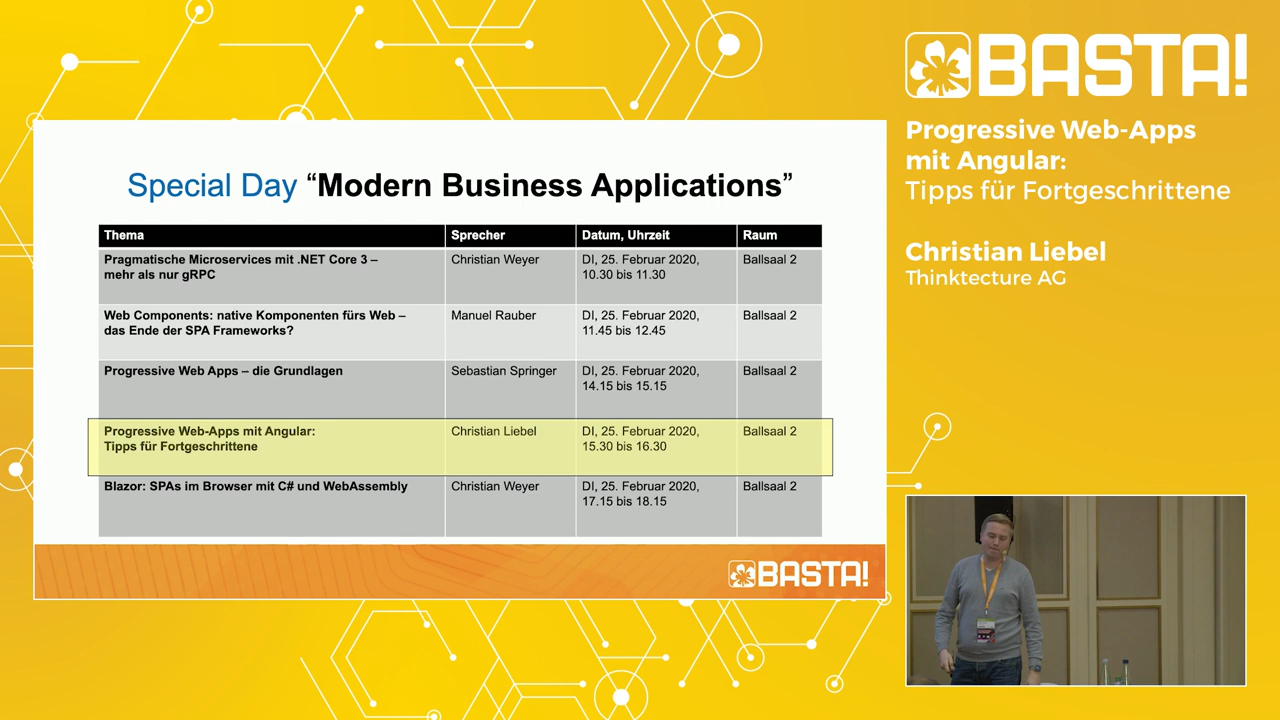 BASTA!
Progressive Web-Apps
mit Angular:
Tipps für Fortgeschrittene
Christian Liebel
Thinktecture AG
Special Day “Modern Business Applications”
Thema Sprecher Datum, Uhrzeit Raum
Pragmatische Microservices mit .NET Core 3 – Christian Weyer DI, 25. Februar 2020, Ballsaal 2
mehr als nur gRPC 10.30 bis 11.30
Web Components: native Komponenten fürs Web – Manuel Rauber DI, 25. Februar 2020, Ballsaal 2
das Ende der SPA Frameworks? 11.45 bis 12.45
Progressive Web Apps – die Grundlagen Sebastian Springer DI, 25. Februar 2020, Ballsaal 2
14.15 bis 15.15
Progressive Web-Apps mit Angular: Christian Liebel DI, 25. Februar 2020, Ballsaal 2
Tipps für Fortgeschrittene 15.30 bis 16.30
Blazor: SPAs im Browser mit C# und WebAssembly Christian Weyer DI, 25. Februar 2020, Ballsaal 2
17.15 bis 18.15
BASTA!